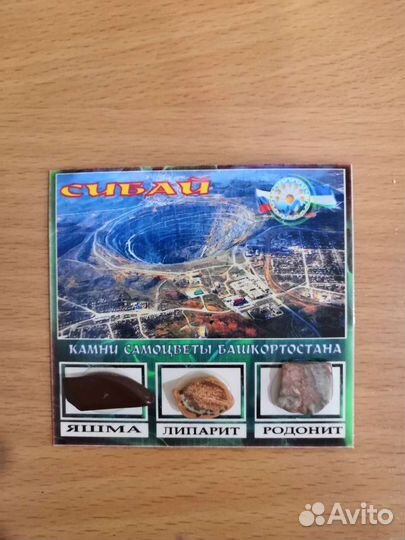 СИБАЙ
КАМНИ САМОЦВЕТЫ БАШКОРТОСТАНА
ЯШМА
ЛИПАРИТ
РОДОНИТ
Avito